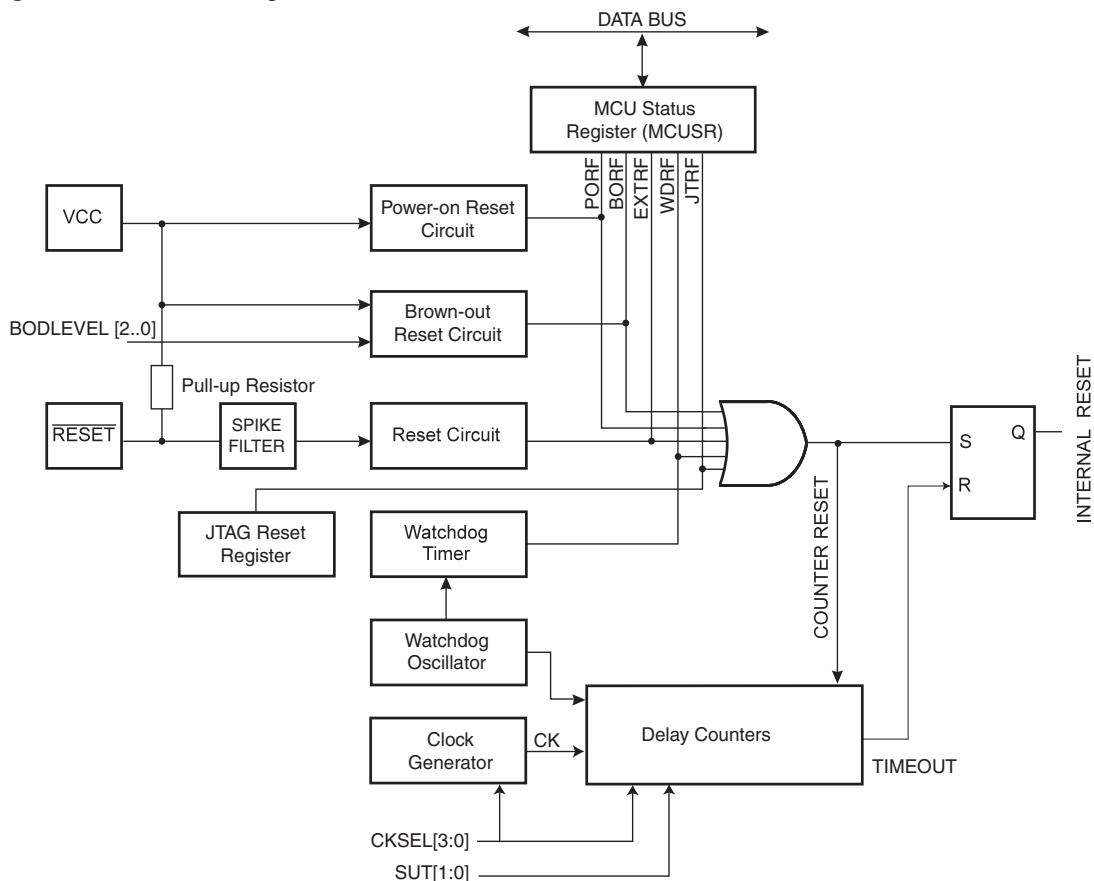 DATA BUS
MCU Status
Register (MCUSR)
PORF
BORF
EXTRF
WDRF
JTRF
VCC
Power-on Reset
Circuit
Brown-out
Reset Circuit
BODLEVEL [2..0]
Pull-up Resistor
RESET
SPIKE
FILTER
Reset Circuit
S
Q
R
INTERNAL RESET
JTAG Reset
Register
Watchdog
Timer
COUNTER RESET
Watchdog
Oscillator
Clock
Generator
CK
Delay Counters
TIMEOUT
CKSEL[3:0]
SUT[1:0]